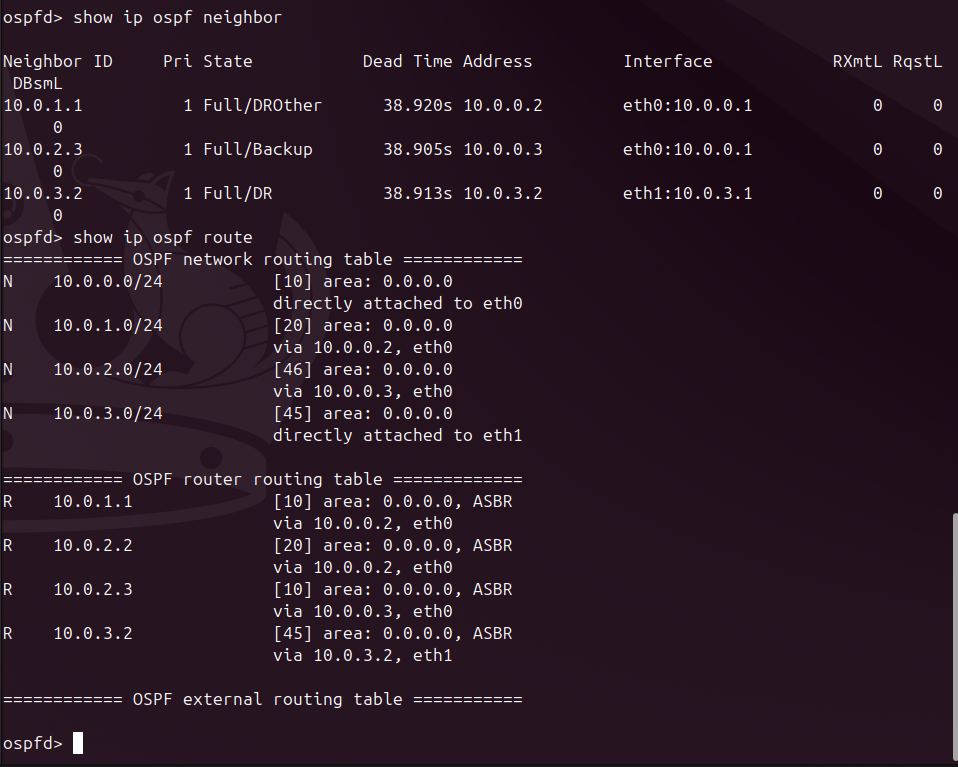 ospfd> show ip ospf neighbor
Neighbor ID     Pri State           Dead Time Address         Interface            RXmtL RqstL
 DBsmL
10.0.1.1          1 Full/DROther      38.920s 10.0.0.2        eth0:10.0.0.1            0     0
     0
10.0.2.3          1 Full/Backup       38.905s 10.0.0.3        eth0:10.0.0.1            0     0
     0
10.0.3.2          1 Full/DR           38.913s 10.0.3.2        eth1:10.0.3.1            0     0
     0
ospfd> show ip ospf route
============ OSPF network routing table ============
N    10.0.0.0/24           [10] area: 0.0.0.0
                           directly attached to eth0
N    10.0.1.0/24           [20] area: 0.0.0.0
                           via 10.0.0.2, eth0
N    10.0.2.0/24           [46] area: 0.0.0.0
                           via 10.0.0.3, eth0
N    10.0.3.0/24           [45] area: 0.0.0.0
                           directly attached to eth1
============ OSPF router routing table =============
R    10.0.1.1              [10] area: 0.0.0.0, ASBR
                           via 10.0.0.2, eth0
R    10.0.2.2              [20] area: 0.0.0.0, ASBR
                           via 10.0.0.2, eth0
R    10.0.2.3              [10] area: 0.0.0.0, ASBR
                           via 10.0.0.3, eth0
R    10.0.3.2              [45] area: 0.0.0.0, ASBR
                           via 10.0.3.2, eth1
============ OSPF external routing table ===========
ospfd>